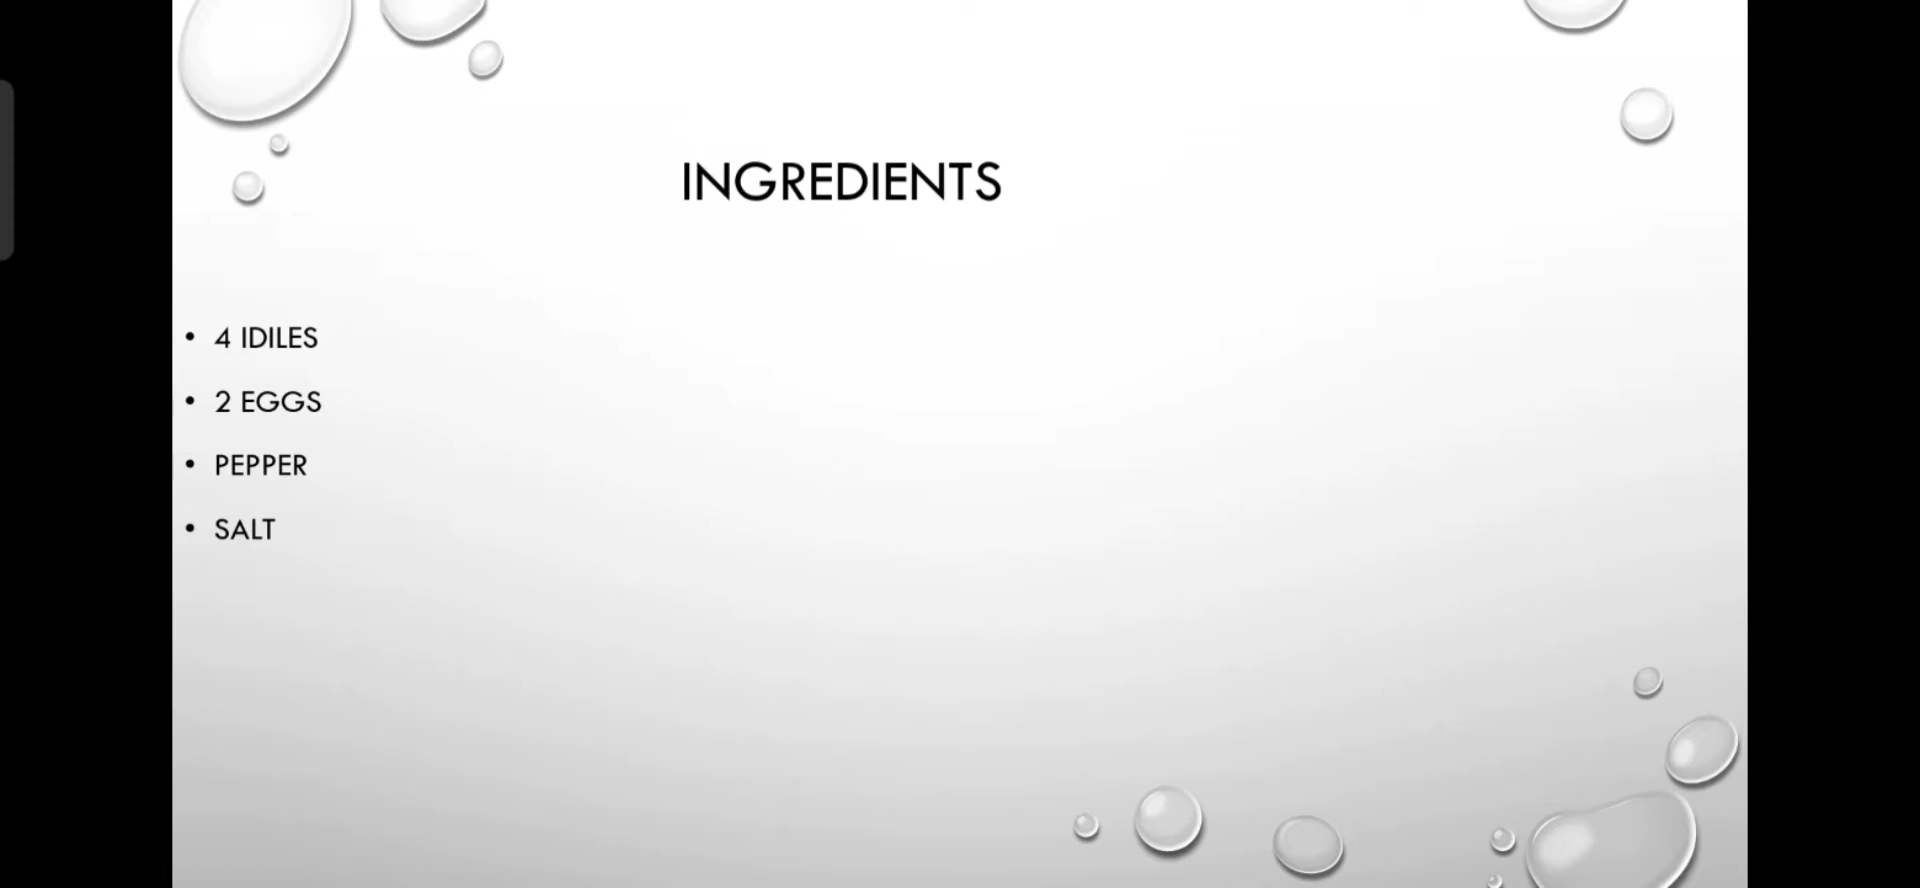 INGREDIENTS
• 4 IDILES
• 2 EGGS
• PEPPER
• SALT